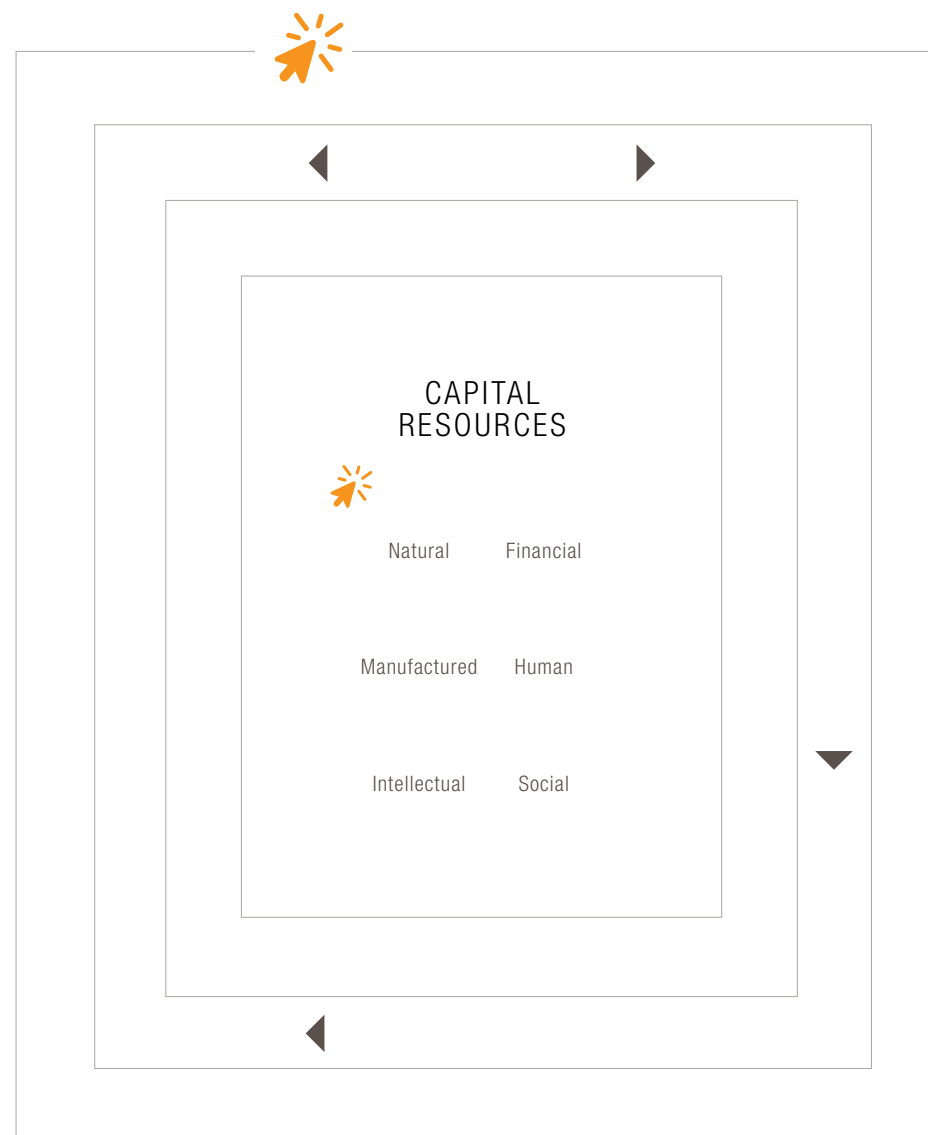 CAPITAL
RESOURCES
Natural Financial
Manufactured Human
Intellectual Social